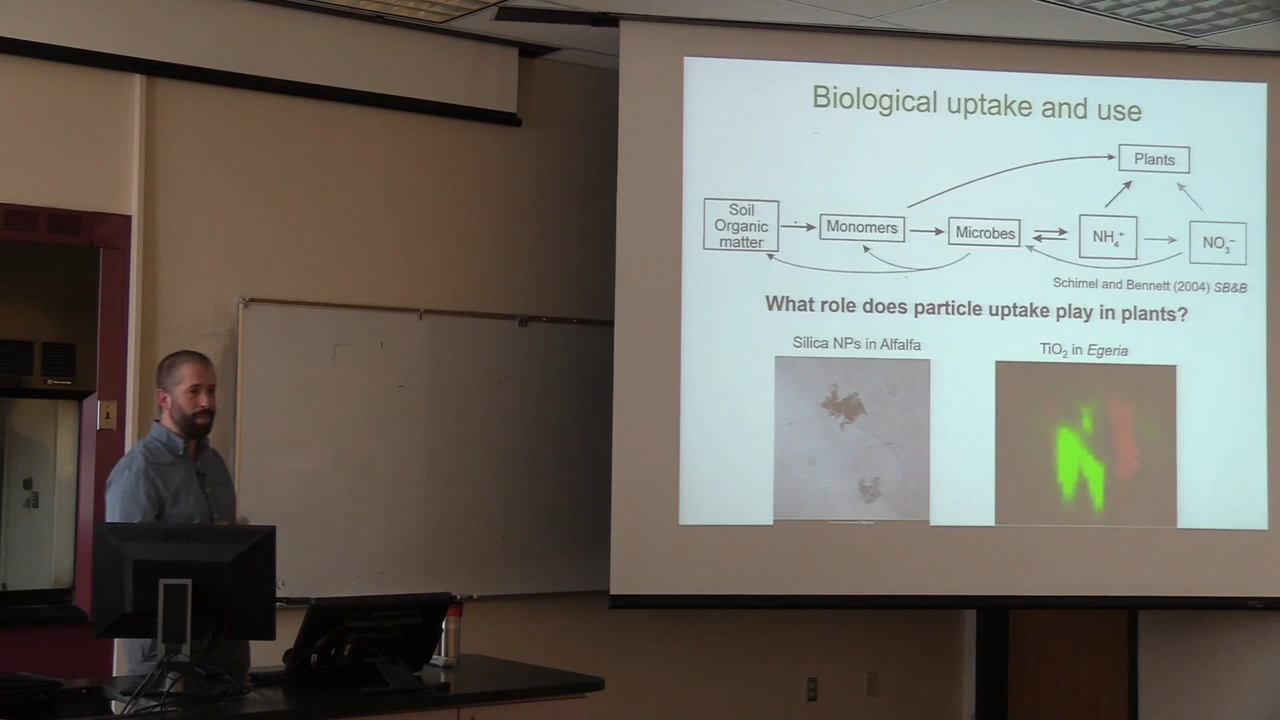 Biological uptake and use
Plants
Soil
Organic
matter
Monomers
Microbes
NH₄⁺
NO₃⁻
Schimel and Bennett (2004) SB&B
What role does particle uptake play in plants?
Silica NPs in Alfalfa
TiO₂ in Egeria